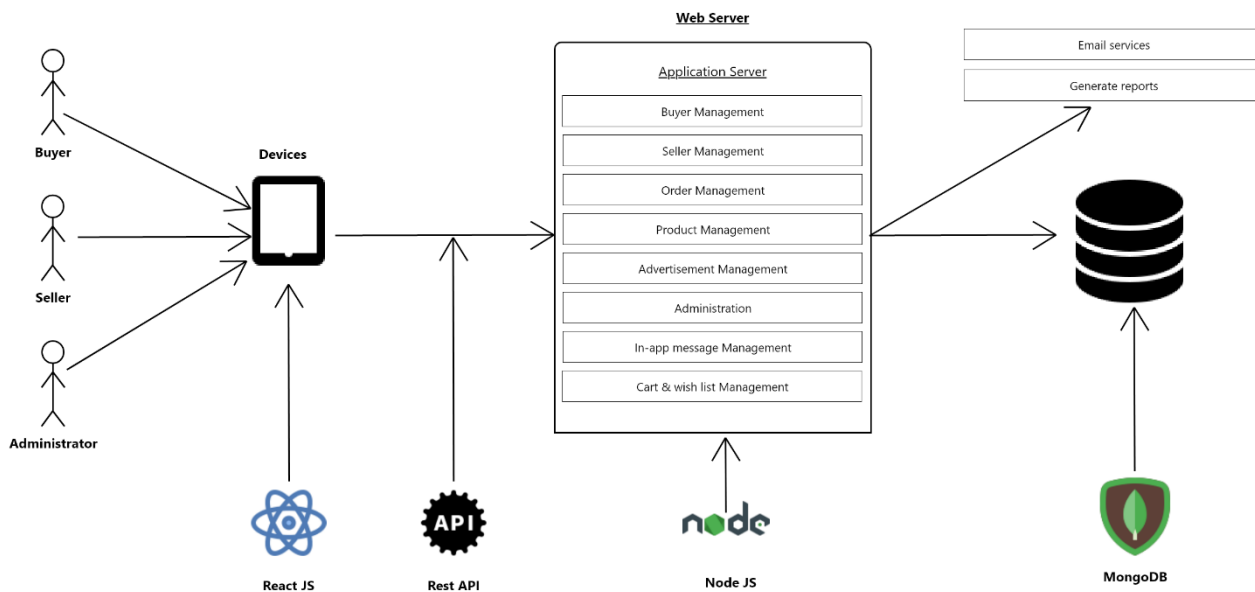 Web Server
Email services
Application Server
Generate reports
Buyer Management
Buyer
Seller Management
Devices
Order Management
Product Management
Advertisement Management
Seller
Administration
In-app message Management
Cart & wish list Management
Administrator
API
node
React JS
Rest API
Node JS
MongoDB